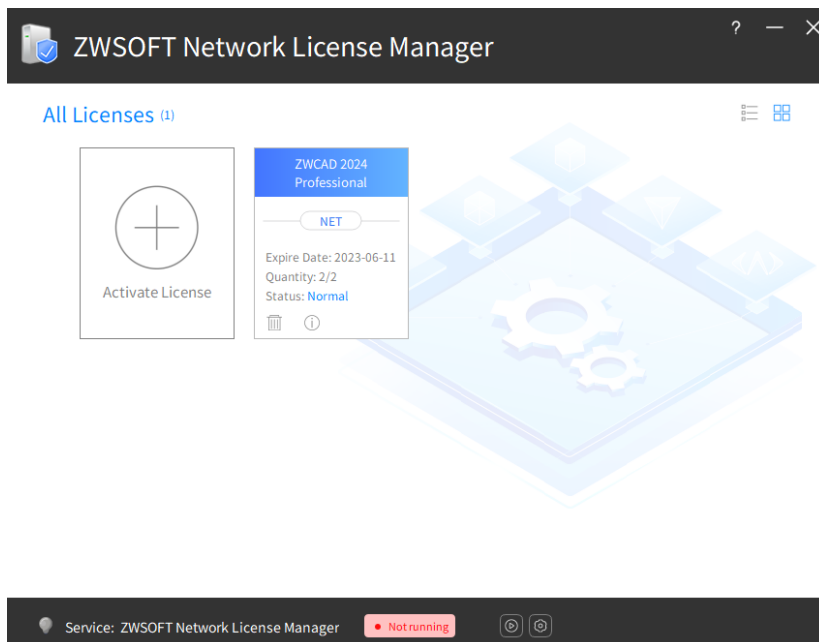 ZWSOFT Network License Manager
?
All Licenses (1)
Activate License
ZWCAD 2024
Professional
NET
Expire Date: 2023-06-11
Quantity: 2/2
Status: Normal
Service: ZWSOFT Network License Manager
Not running